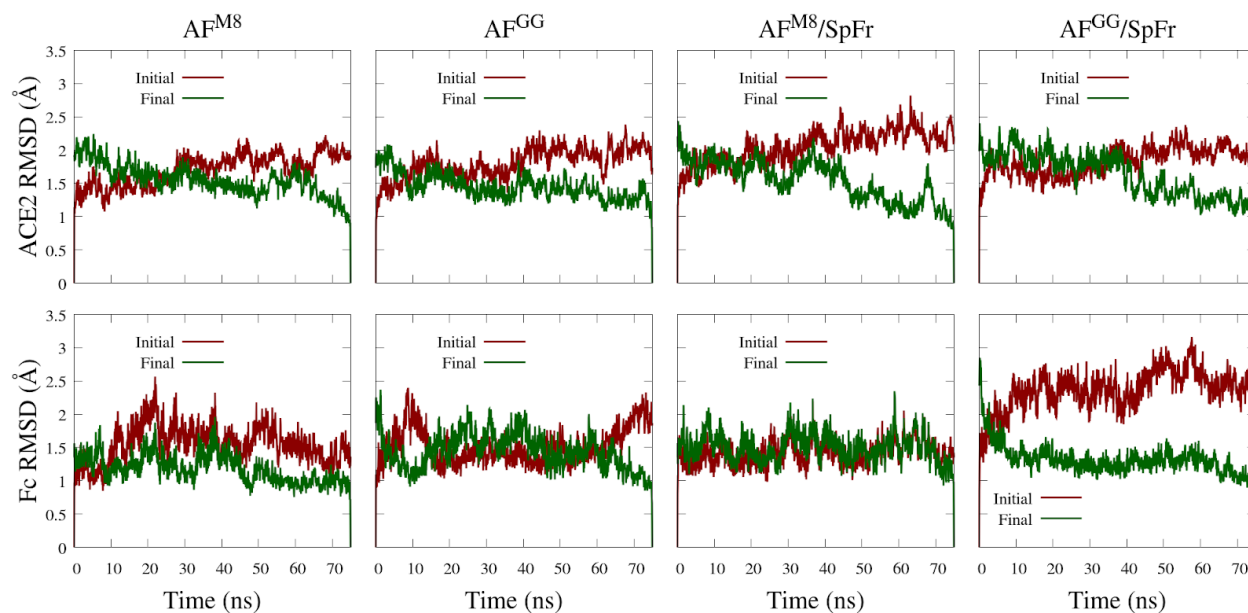 AF^M8 AF^GG AF^M8/SpFr AF^GG/SpFr
ACE2 RMSD (Å)
3.5
3
2.5
2
1.5
1
0.5
0
Initial
Final
Initial
Final
Initial
Final
Initial
Final
Fc RMSD (Å)
3.5
3
2.5
2
1.5
1
0.5
0
Initial
Final
Initial
Final
Initial
Final
Initial
Final
0 10 20 30 40 50 60 70
0 10 20 30 40 50 60 70
0 10 20 30 40 50 60 70
0 10 20 30 40 50 60 70
Time (ns) Time (ns) Time (ns) Time (ns)